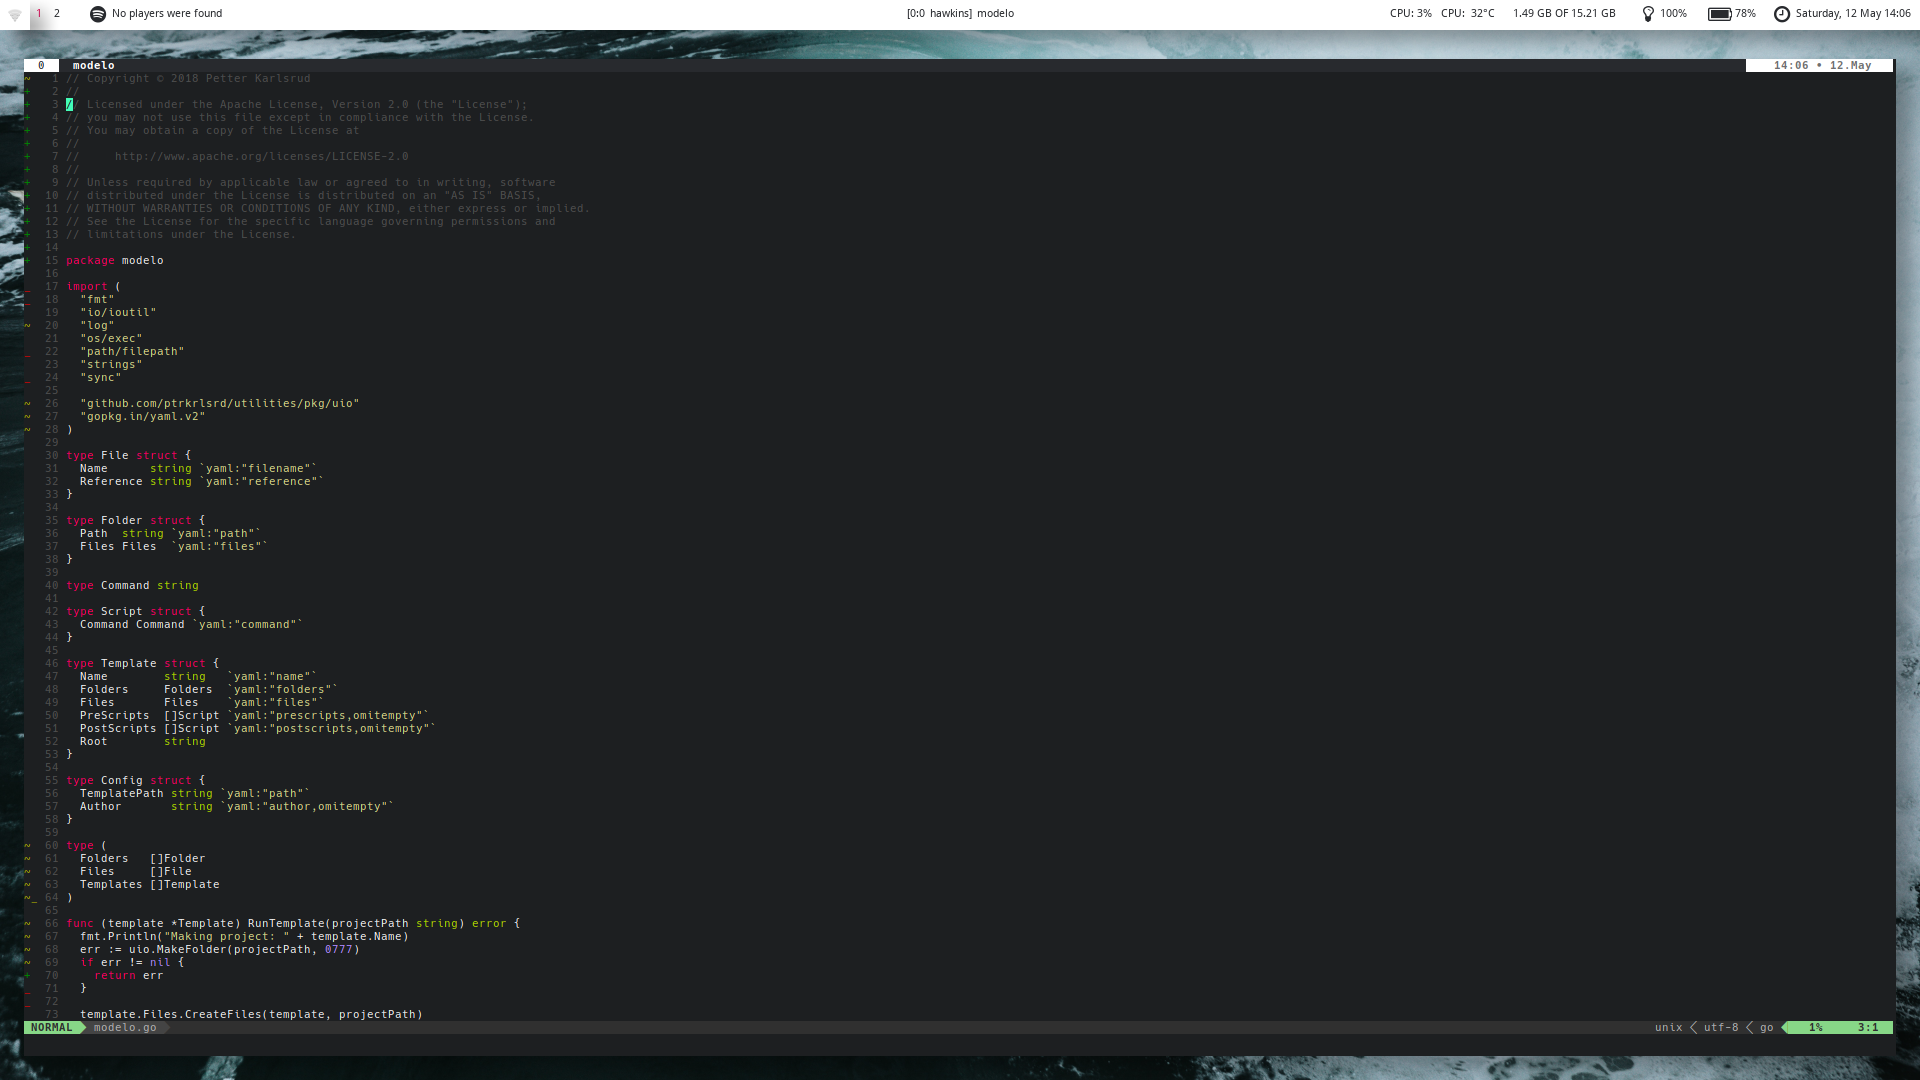 1 2 No players were found [0:0 hawkins] modelo CPU: 3% CPU: 32°C 1.49 GB OF 15.21 GB 100% 78% Saturday, 12 May 14:06
0 modelo 14:06 • 12.May
~ 1 // Copyright © 2018 Petter Karlsrud
+ 2 //
+ 3 // Licensed under the Apache License, Version 2.0 (the "License");
+ 4 // you may not use this file except in compliance with the License.
+ 5 // You may obtain a copy of the License at
+ 6 //
+ 7 //     http://www.apache.org/licenses/LICENSE-2.0
+ 8 //
+ 9 // Unless required by applicable law or agreed to in writing, software
+ 10 // distributed under the License is distributed on an "AS IS" BASIS,
+ 11 // WITHOUT WARRANTIES OR CONDITIONS OF ANY KIND, either express or implied.
+ 12 // See the License for the specific language governing permissions and
+ 13 // limitations under the License.
+ 14
+ 15 package modelo
16
_ 17 import (
_ 18   "fmt"
19   "io/ioutil"
~ 20   "log"
21   "os/exec"
_ 22   "path/filepath"
23   "strings"
_ 24   "sync"
25
~ 26   "github.com/ptrkrlsrd/utilities/pkg/uio"
~ 27   "gopkg.in/yaml.v2"
~ 28 )
29
30 type File struct {
31   Name      string `yaml:"filename"`
32   Reference string `yaml:"reference"`
33 }
34
35 type Folder struct {
36   Path  string `yaml:"path"`
37   Files Files  `yaml:"files"`
38 }
39
40 type Command string
41
42 type Script struct {
43   Command Command `yaml:"command"`
44 }
45
46 type Template struct {
47   Name        string   `yaml:"name"`
48   Folders     Folders  `yaml:"folders"`
49   Files       Files    `yaml:"files"`
50   PreScripts  []Script `yaml:"prescripts,omitempty"`
51   PostScripts []Script `yaml:"postscripts,omitempty"`
52   Root        string
53 }
54
55 type Config struct {
56   TemplatePath string `yaml:"path"`
57   Author       string `yaml:"author,omitempty"`
58 }
59
~ 60 type (
~ 61   Folders   []Folder
~ 62   Files     []File
~ 63   Templates []Template
~_ 64 )
65
~ 66 func (template *Template) RunTemplate(projectPath string) error {
~ 67   fmt.Println("Making project: " + template.Name)
~ 68   err := uio.MakeFolder(projectPath, 0777)
~ 69   if err != nil {
+ 70     return err
_ 71   }
_ 72
73   template.Files.CreateFiles(template, projectPath)
NORMAL modelo.go unix utf-8 go 1% 3:1